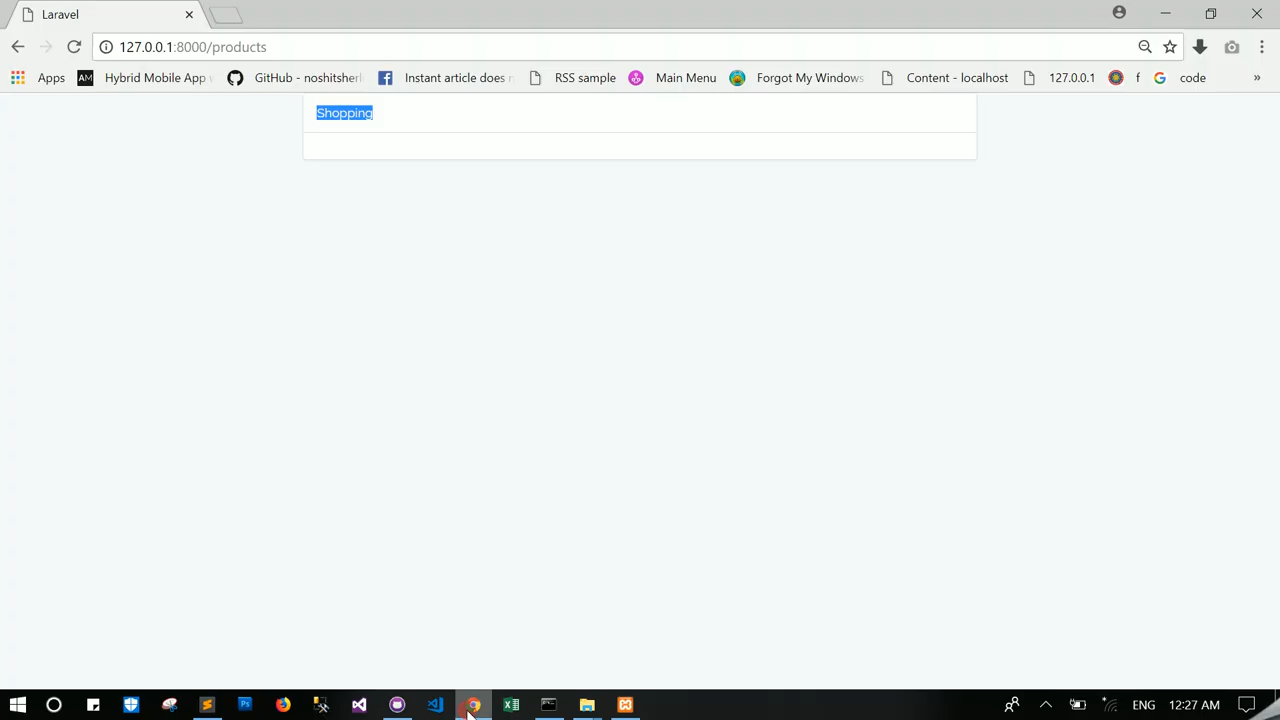 Laravel
127.0.0.1:8000/products
Apps AM Hybrid Mobile App GitHub - noshitsherl Instant article does n RSS sample Main Menu Forgot My Windows Content - localhost 127.0.0.1 f code »
Shopping
ENG 12:27 AM